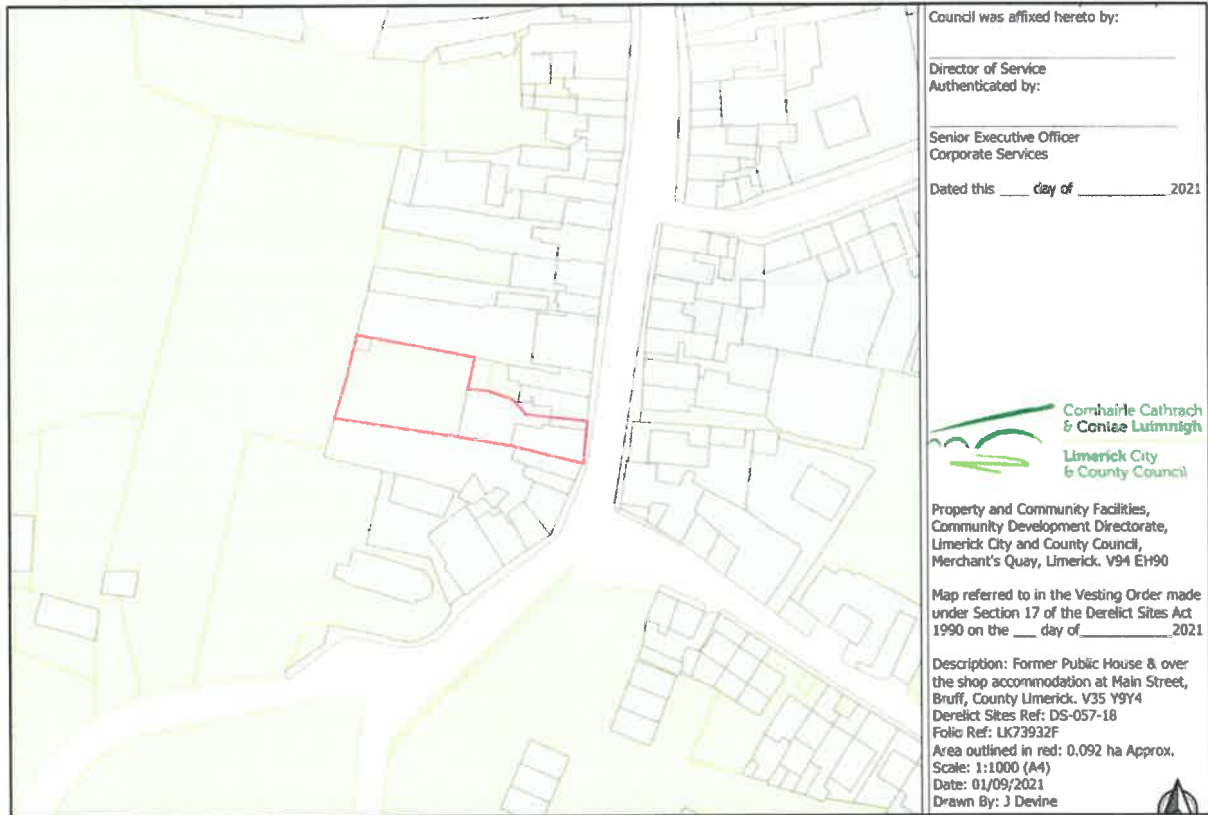 Council was affixed hereto by:
Director of Service
Authenticated by:
Senior Executive Officer
Corporate Services
Dated this ____ day of __________ 2021
Comhairle Cathrach
& Contae Luimnigh
Limerick City
& County Council
Property and Community Facilities,
Community Development Directorate,
Limerick City and County Council,
Merchant's Quay, Limerick. V94 EH90
Map referred to in the Vesting Order made
under Section 17 of the Derelict Sites Act
1990 on the ___ day of __________ 2021
Description: Former Public House & over
the shop accommodation at Main Street,
Bruff, County Limerick. V35 Y9Y4
Derelict Sites Ref: DS-057-18
Folio Ref: LK73932F
Area outlined in red: 0.092 ha Approx.
Scale: 1:1000 (A4)
Date: 01/09/2021
Drawn By: J Devine